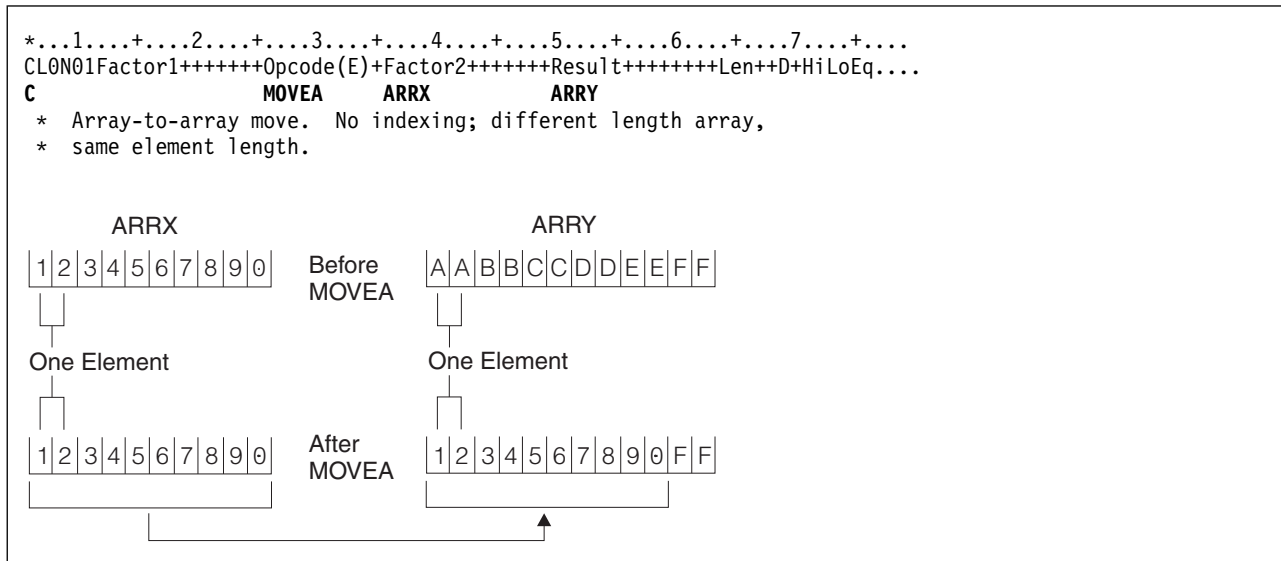 *...1....+....2....+....3....+....4....+....5....+....6....+....7....+....
CL0N01Factor1+++++++Opcode(E)+Factor2+++++++Result++++++++Len++D+HiLoEq....
C                   MOVEA     ARRX          ARRY
 *  Array-to-array move.  No indexing; different length array,
 *  same element length.
ARRX ARRY
1 2 3 4 5 6 7 8 9 0 Before A A B B C C D D E E F F
MOVEA
One Element One Element
1 2 3 4 5 6 7 8 9 0 After 1 2 3 4 5 6 7 8 9 0 F F
MOVEA